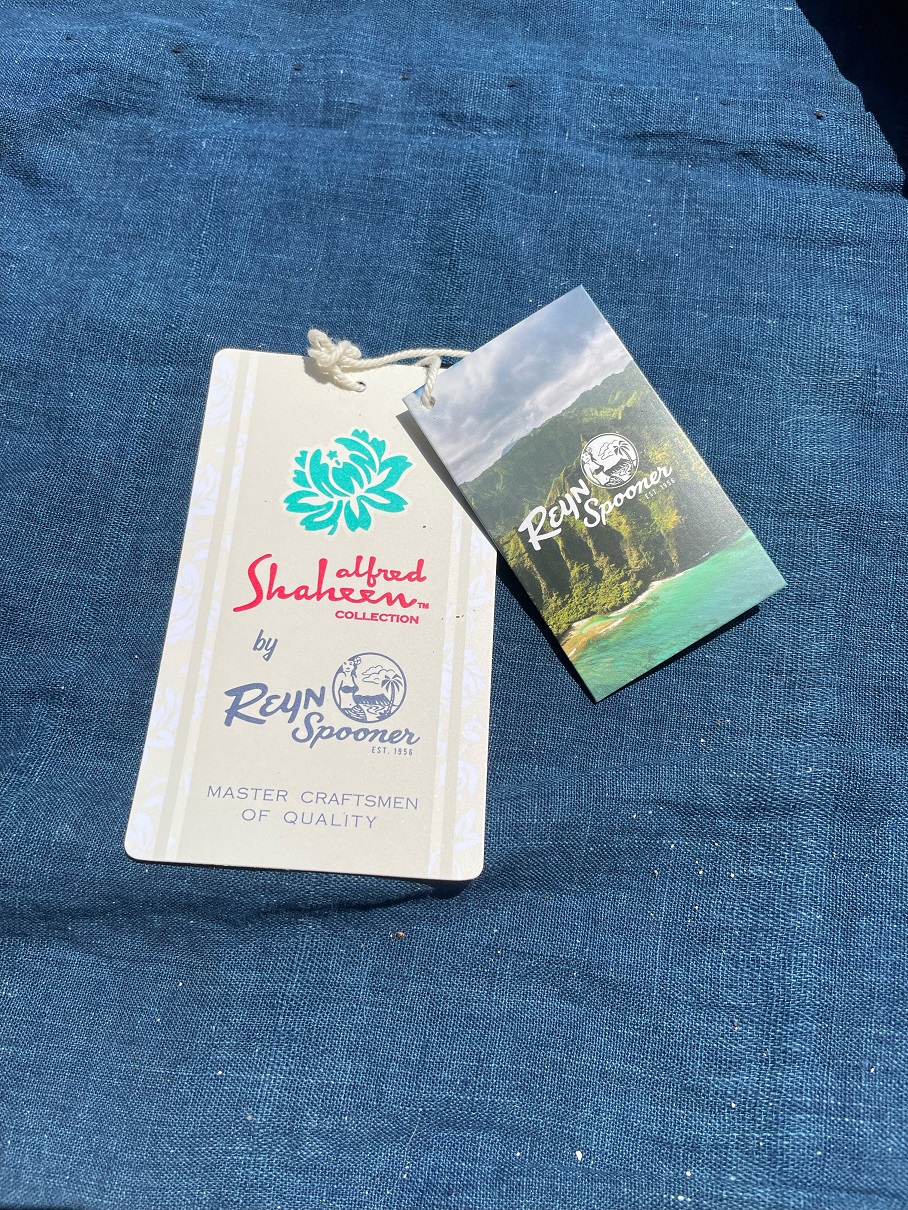 alfred
Shaheen™
COLLECTION
by
REYN
Spooner
EST. 1956
MASTER CRAFTSMEN
OF QUALITY
REYN
Spooner
EST. 1956